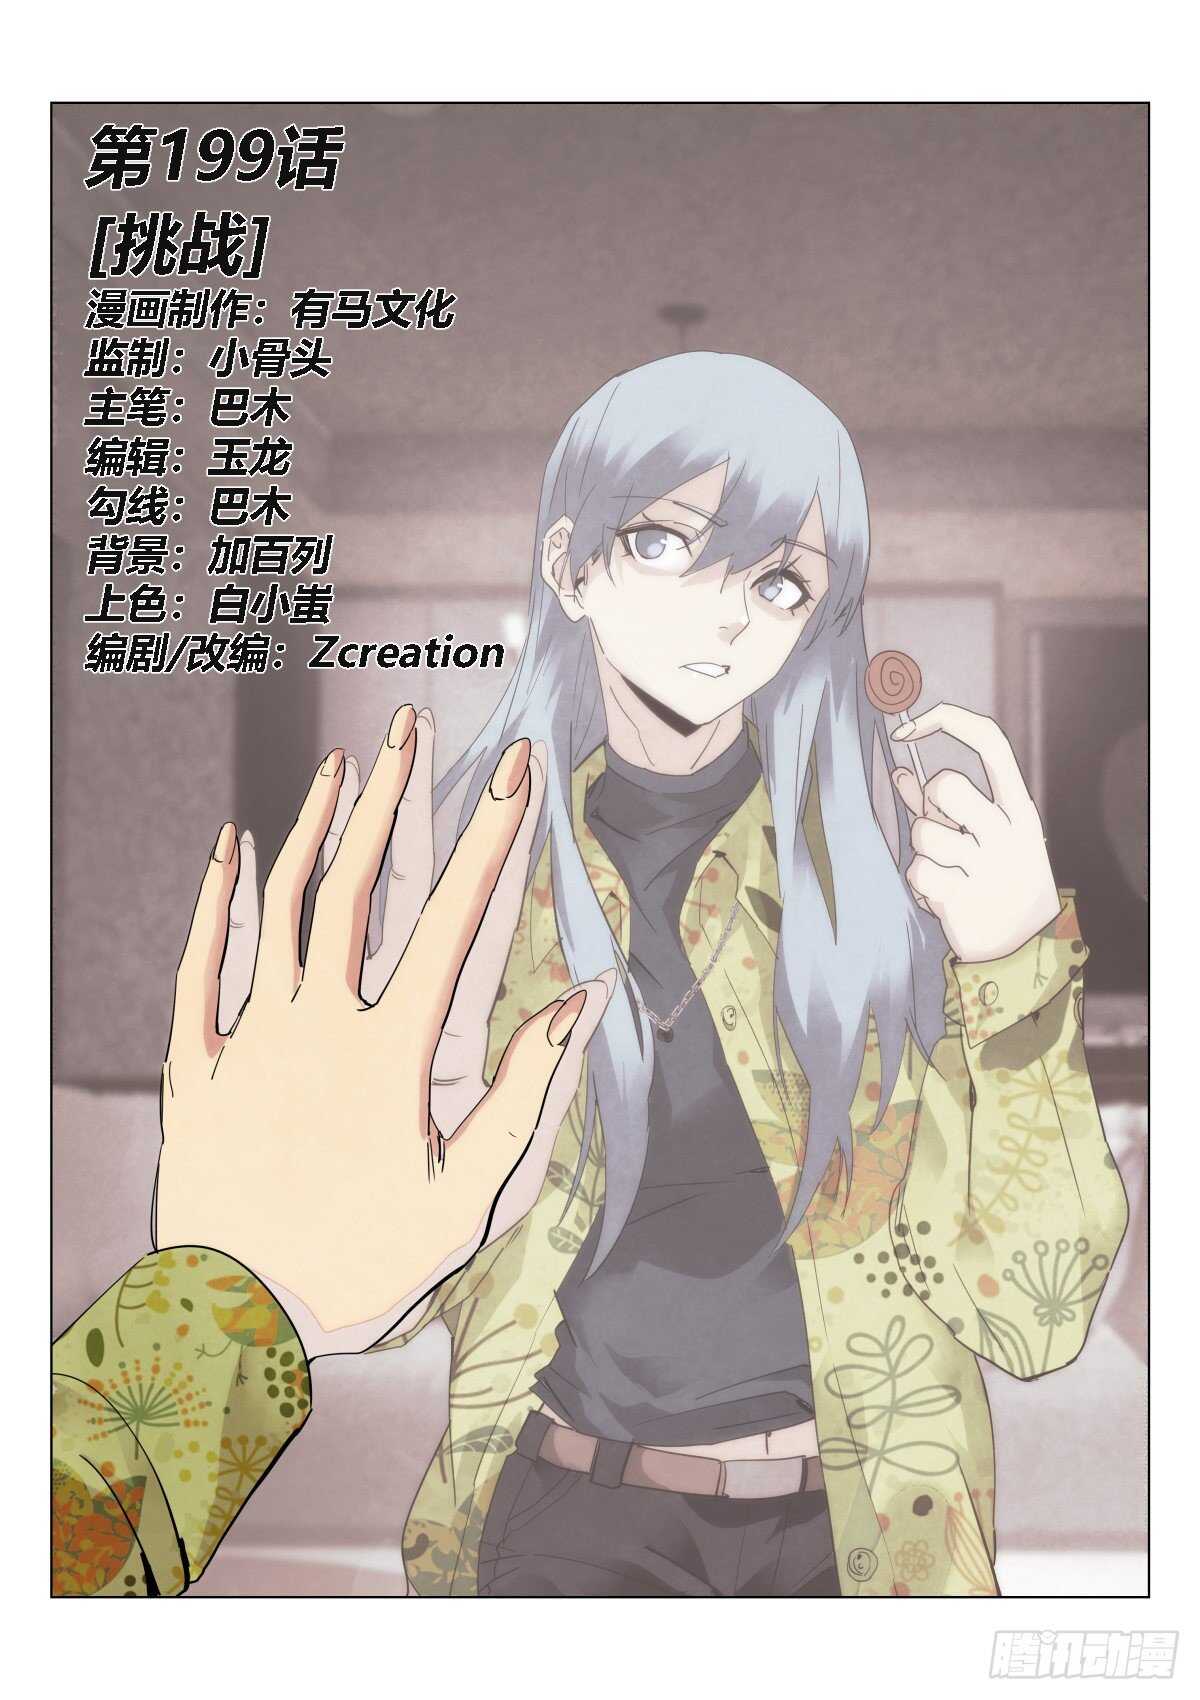 第199话
[挑战]
漫画制作：有马文化
监制：小骨头
主笔：巴木
编辑：玉龙
勾线：巴木
背景：加百列
上色：白小蚩
编剧/改编：Zcreation
腾讯动漫